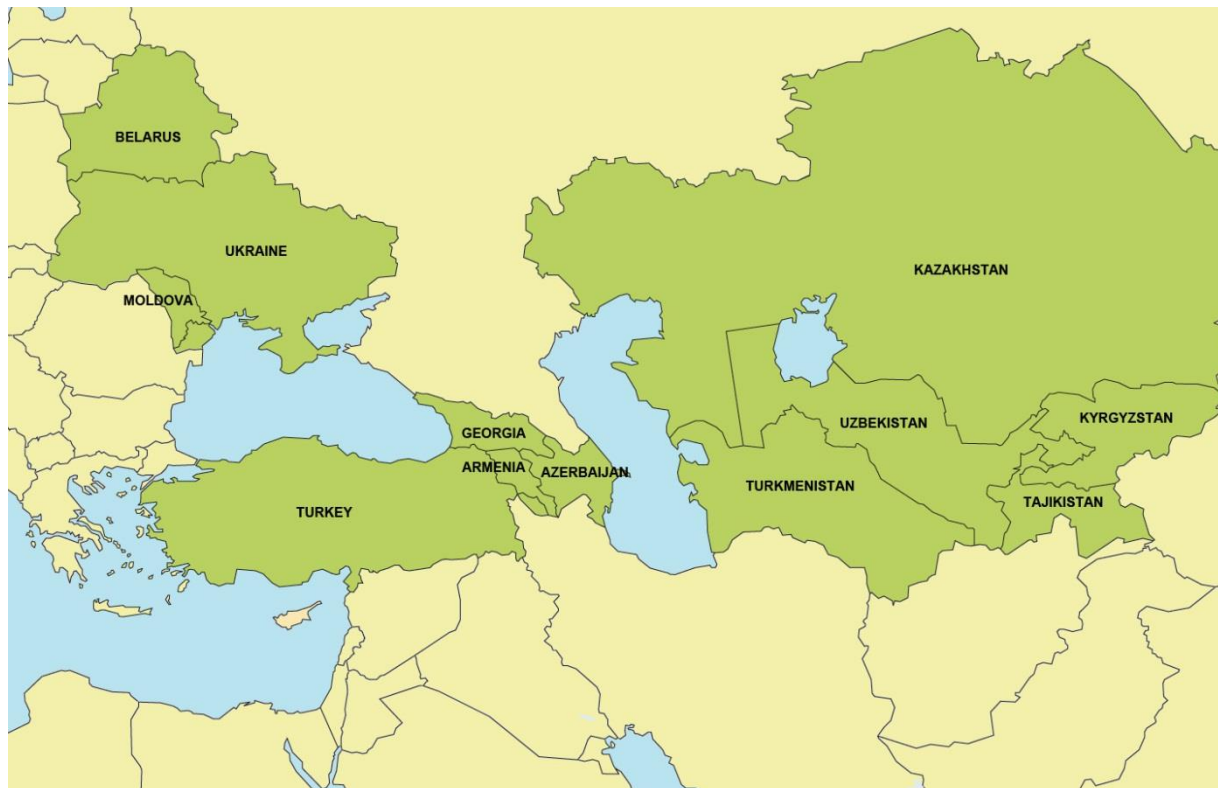 BELARUS
UKRAINE
KAZAKHSTAN
MOLDOVA
UZBEKISTAN
KYRGYZSTAN
GEORGIA
ARMENIA
AZERBAIJAN
TURKMENISTAN
TAJIKISTAN
TURKEY